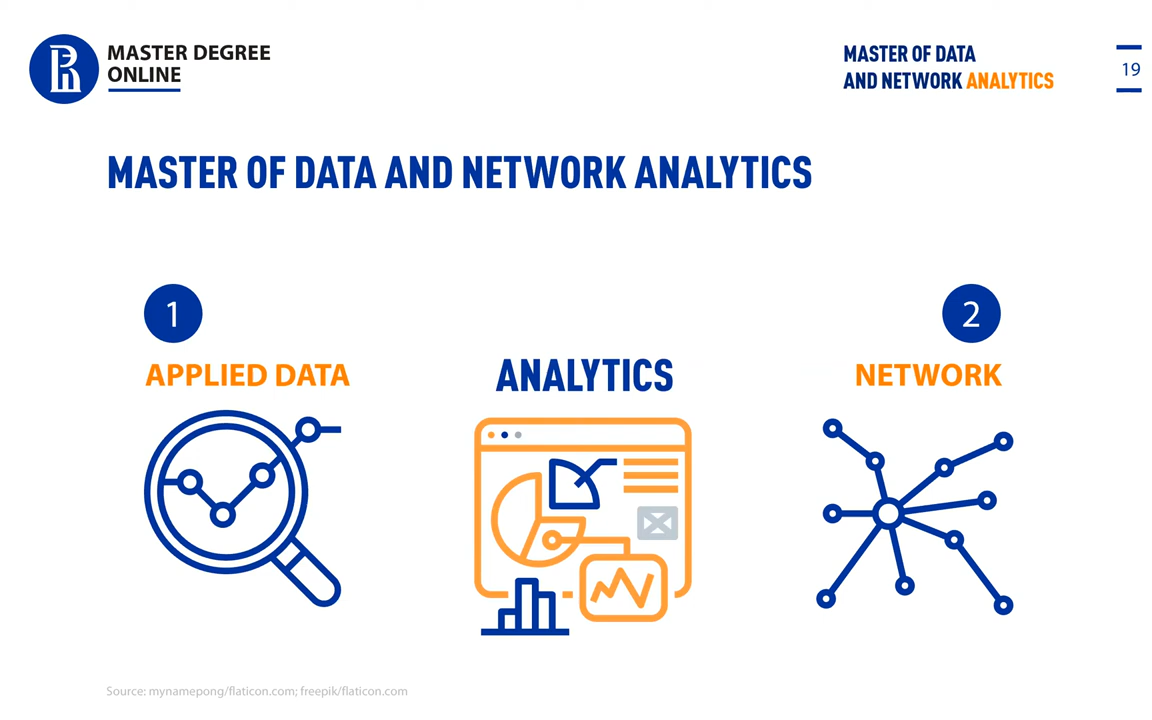 MASTER DEGREE
ONLINE
MASTER OF DATA
AND NETWORK ANALYTICS
19
MASTER OF DATA AND NETWORK ANALYTICS
1
2
APPLIED DATA
ANALYTICS
NETWORK
Source: mynamepong/flaticon.com; freepik/flaticon.com